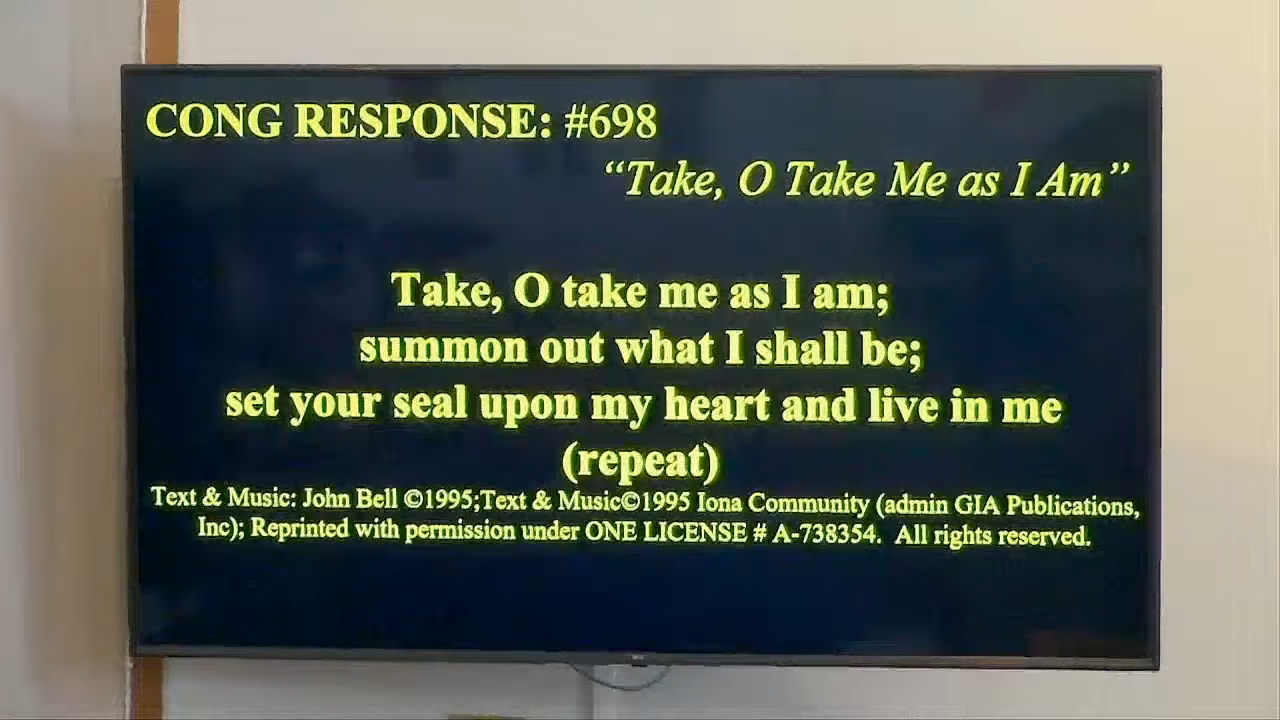 CONG RESPONSE: #698
“Take, O Take Me as I Am”
Take, O take me as I am;
summon out what I shall be;
set your seal upon my heart and live in me
(repeat)
Text & Music: John Bell ©1995;Text & Music©1995 Iona Community (admin GIA Publications,
Inc); Reprinted with permission under ONE LICENSE # A-738354.  All rights reserved.